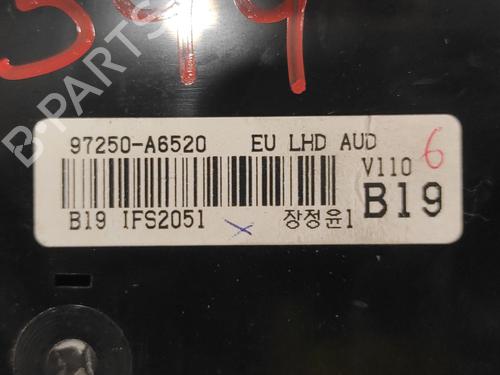 97250-A6520 EU LHD AUD
V110 6
B19 IFS2051 장정윤1 B19
B-PARTS